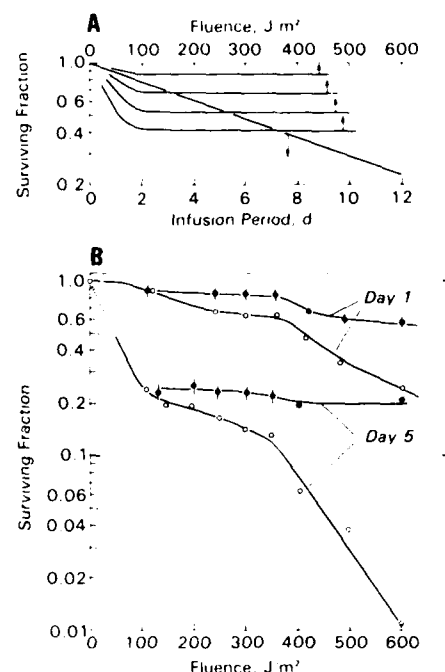 A
Fluence, J m²
0 100 200 300 400 500 600
Surviving Fraction
1.0
0.6
0.4
0.2
0 2 4 6 8 10 12
Infusion Period, d
B
Surviving Fraction
1.0
0.6
0.4
0.2
0.1
0.06
0.04
0.02
0.01
Day 1
Day 5
0 100 200 300 400 500 600
Fluence, J m²